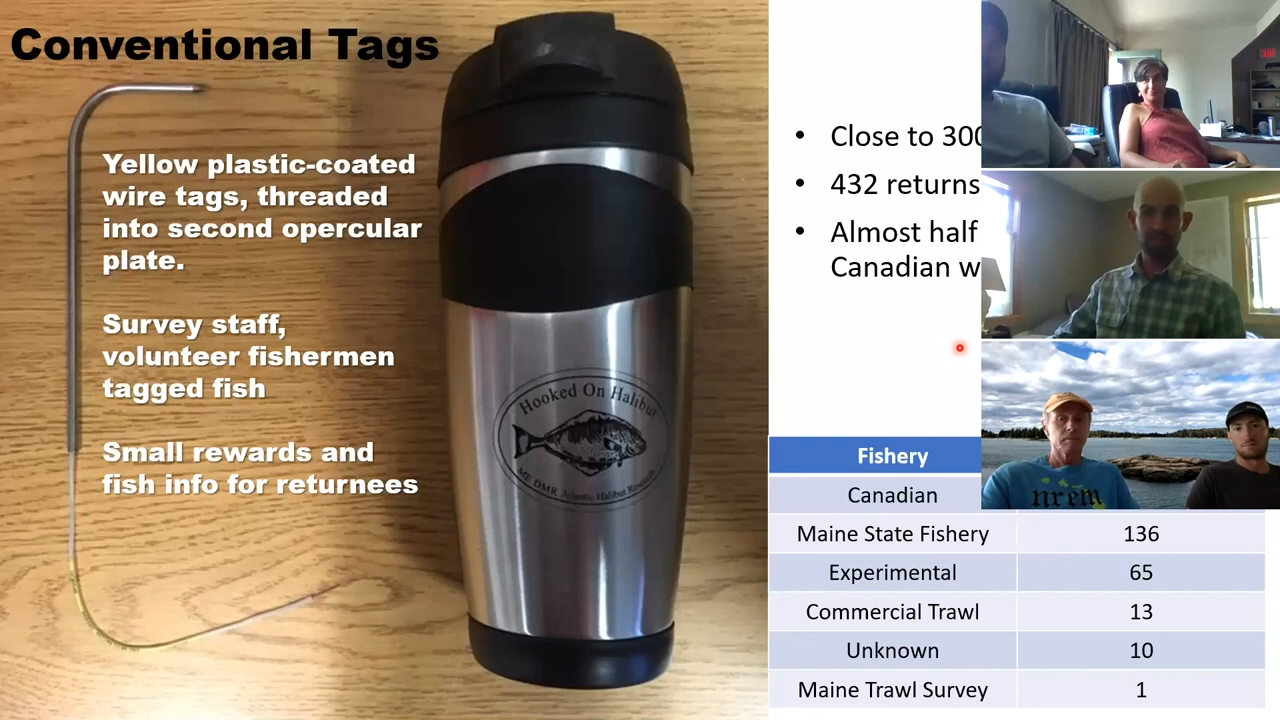 Conventional Tags
Yellow plastic-coated
wire tags, threaded
into second opercular
plate.
Survey staff,
volunteer fishermen
tagged fish
Small rewards and
fish info for returnees
Hooked On Halibut
ME DMR Atlantic Halibut Research
• Close to 300
• 432 returns
• Almost half
Canadian w
Fishery
Canadian
Maine State Fishery 136
Experimental 65
Commercial Trawl 13
Unknown 10
Maine Trawl Survey 1
nrem